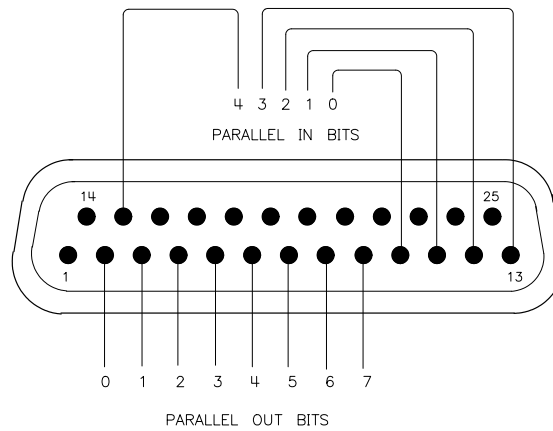 4 3 2 1 0
PARALLEL IN BITS
14 25
1 13
0 1 2 3 4 5 6 7
PARALLEL OUT BITS